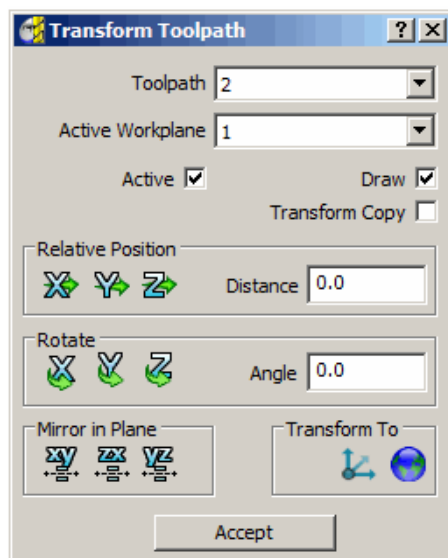 Transform Toolpath
Toolpath 2
Active Workplane 1
Active Draw
Transform Copy
Relative Position
X Y Z Distance 0.0
Rotate
X Y Z Angle 0.0
Mirror in Plane Transform To
xy zx yz
Accept